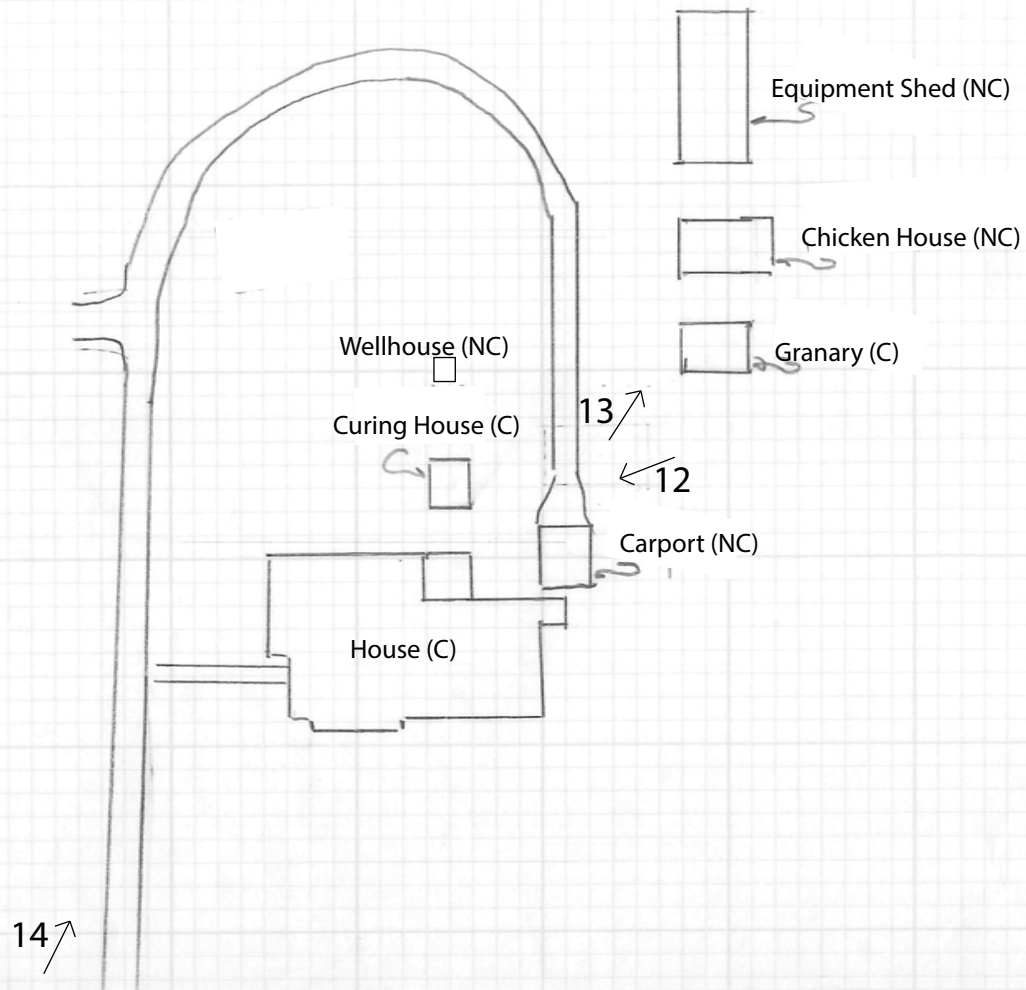 Equipment Shed (NC)
Chicken House (NC)
Wellhouse (NC)
Granary (C)
13
Curing House (C)
12
Carport (NC)
House (C)
14